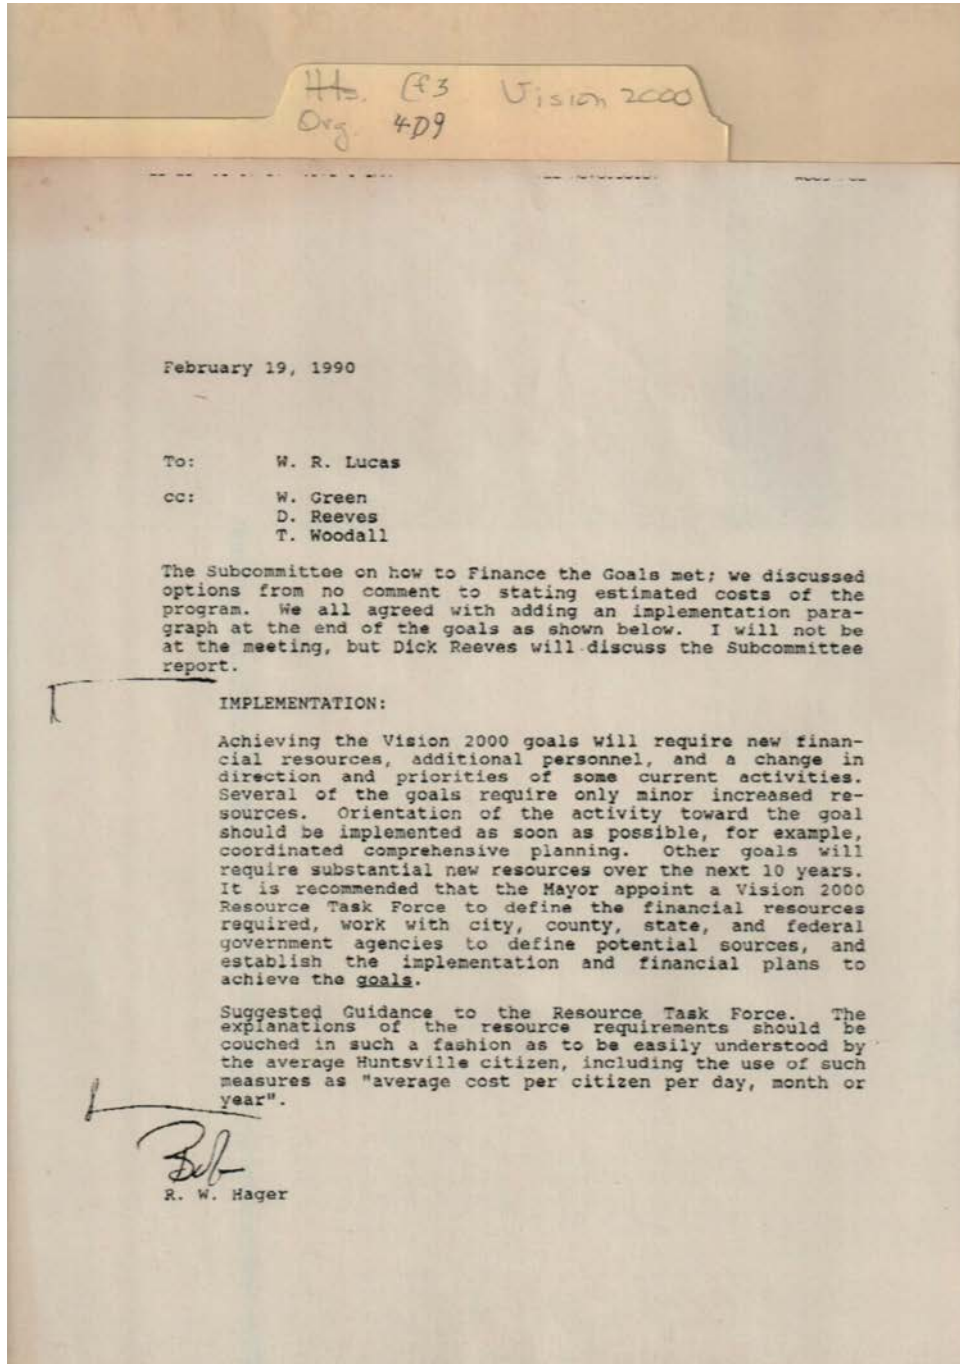 Hts. Cf3 Vision 2000
Org. 4D9
February 19, 1990
To: W. R. Lucas
cc: W. Green
D. Reeves
T. Woodall
The Subcommittee on how to Finance the Goals met; we discussed
options from no comment to stating estimated costs of the
program. We all agreed with adding an implementation para-
graph at the end of the goals as shown below. I will not be
at the meeting, but Dick Reeves will discuss the Subcommittee
report.
IMPLEMENTATION:
Achieving the Vision 2000 goals will require new finan-
cial resources, additional personnel, and a change in
direction and priorities of some current activities.
Several of the goals require only minor increased re-
sources. Orientation of the activity toward the goal
should be implemented as soon as possible, for example,
coordinated comprehensive planning. Other goals will
require substantial new resources over the next 10 years.
It is recommended that the Mayor appoint a Vision 2000
Resource Task Force to define the financial resources
required, work with city, county, state, and federal
government agencies to define potential sources, and
establish the implementation and financial plans to
achieve the goals.
Suggested Guidance to the Resource Task Force. The
explanations of the resource requirements should be
couched in such a fashion as to be easily understood by
the average Huntsville citizen, including the use of such
measures as "average cost per citizen per day, month or
year".
Bob
R. W. Hager